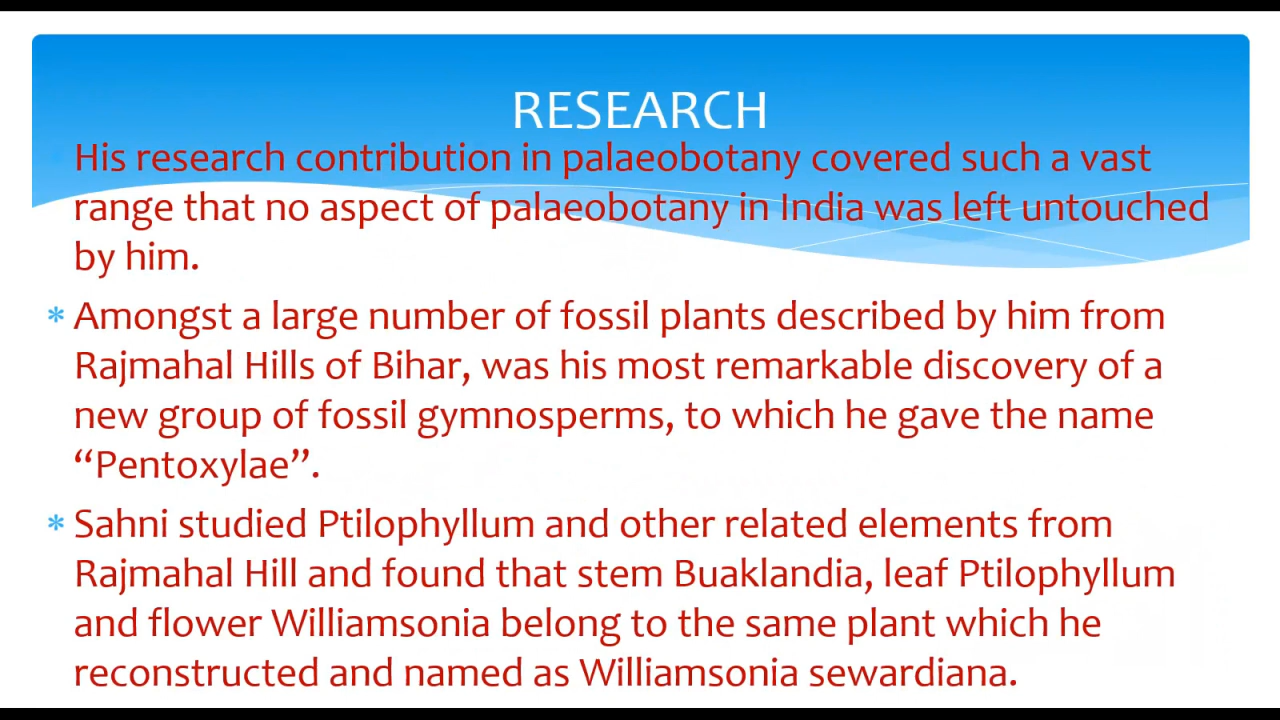 RESEARCH
His research contribution in palaeobotany covered such a vast
range that no aspect of palaeobotany in India was left untouched
by him.
* Amongst a large number of fossil plants described by him from
Rajmahal Hills of Bihar, was his most remarkable discovery of a
new group of fossil gymnosperms, to which he gave the name
“Pentoxylae”.
* Sahni studied Ptilophyllum and other related elements from
Rajmahal Hill and found that stem Buaklandia, leaf Ptilophyllum
and flower Williamsonia belong to the same plant which he
reconstructed and named as Williamsonia sewardiana.